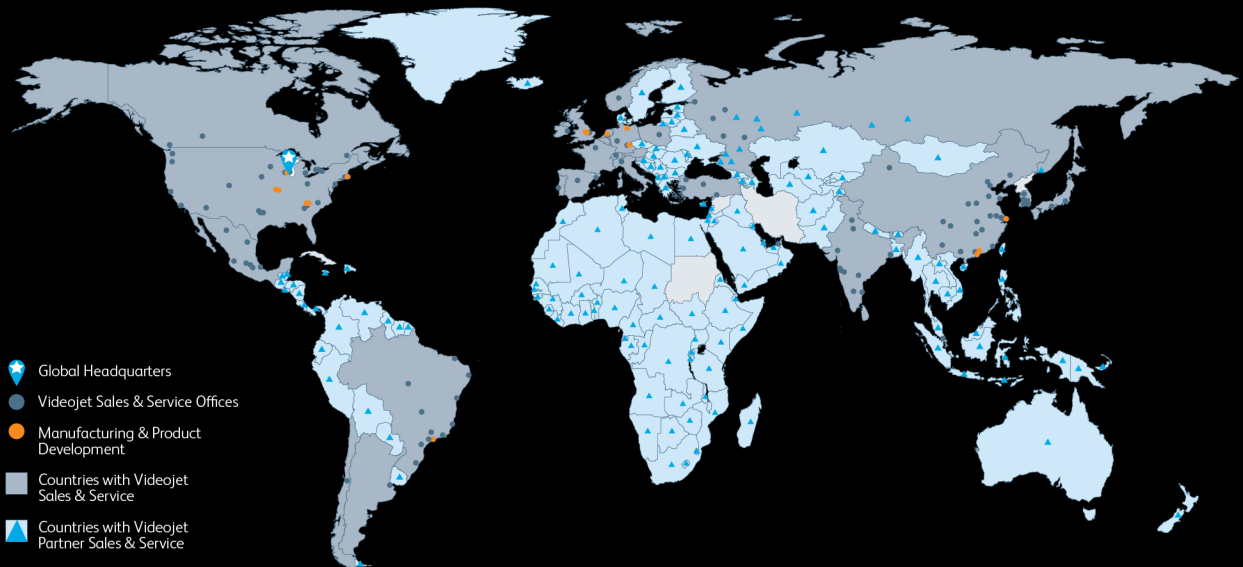 Global Headquarters
Videojet Sales & Service Offices
Manufacturing & Product
Development
Countries with Videojet
Sales & Service
Countries with Videojet
Partner Sales & Service